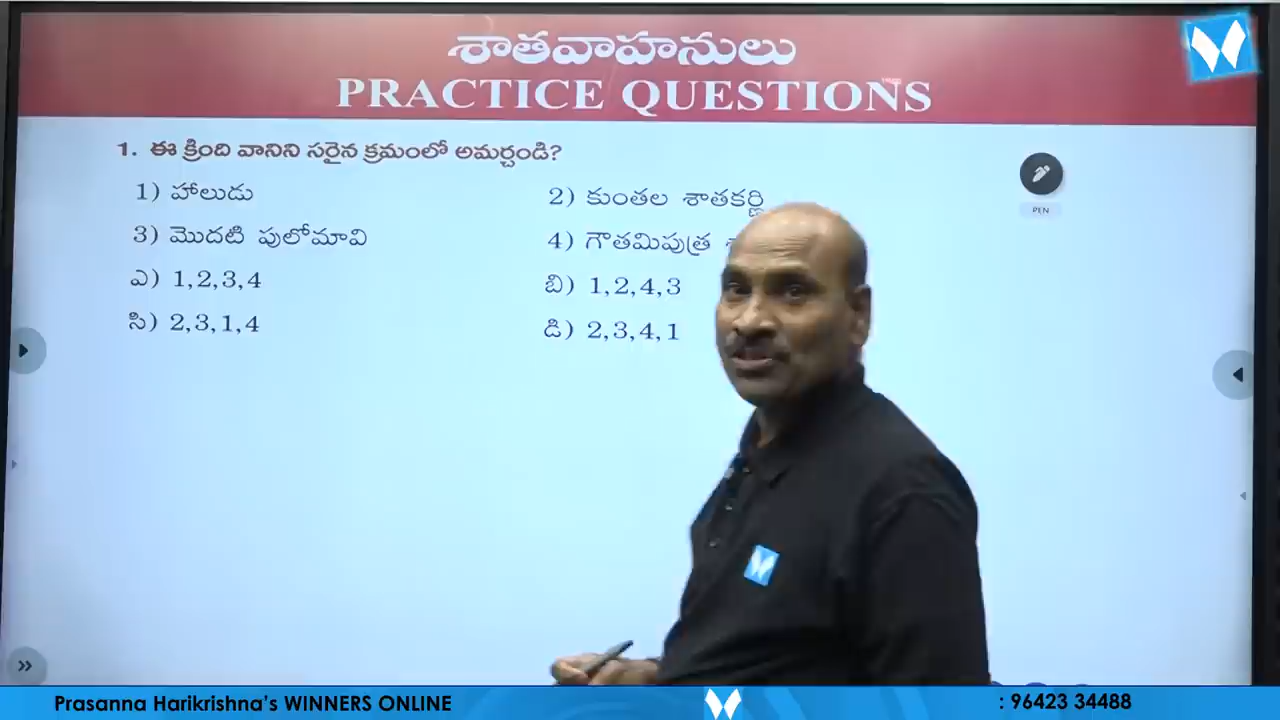 శాతవాహనులు
PRACTICE QUESTIONS
1. ఈ క్రింది వానిని సరైన క్రమంలో అమర్చండి?
1) హాలుడు 2) కుంతల శాతకర్ణి
3) మొదటి పులోమావి 4) గౌతమిపుత్ర
ఎ) 1,2,3,4 బి) 1,2,4,3
సి) 2,3,1,4 డి) 2,3,4,1
PEN
Prasanna Harikrishna's WINNERS ONLINE : 96423 34488